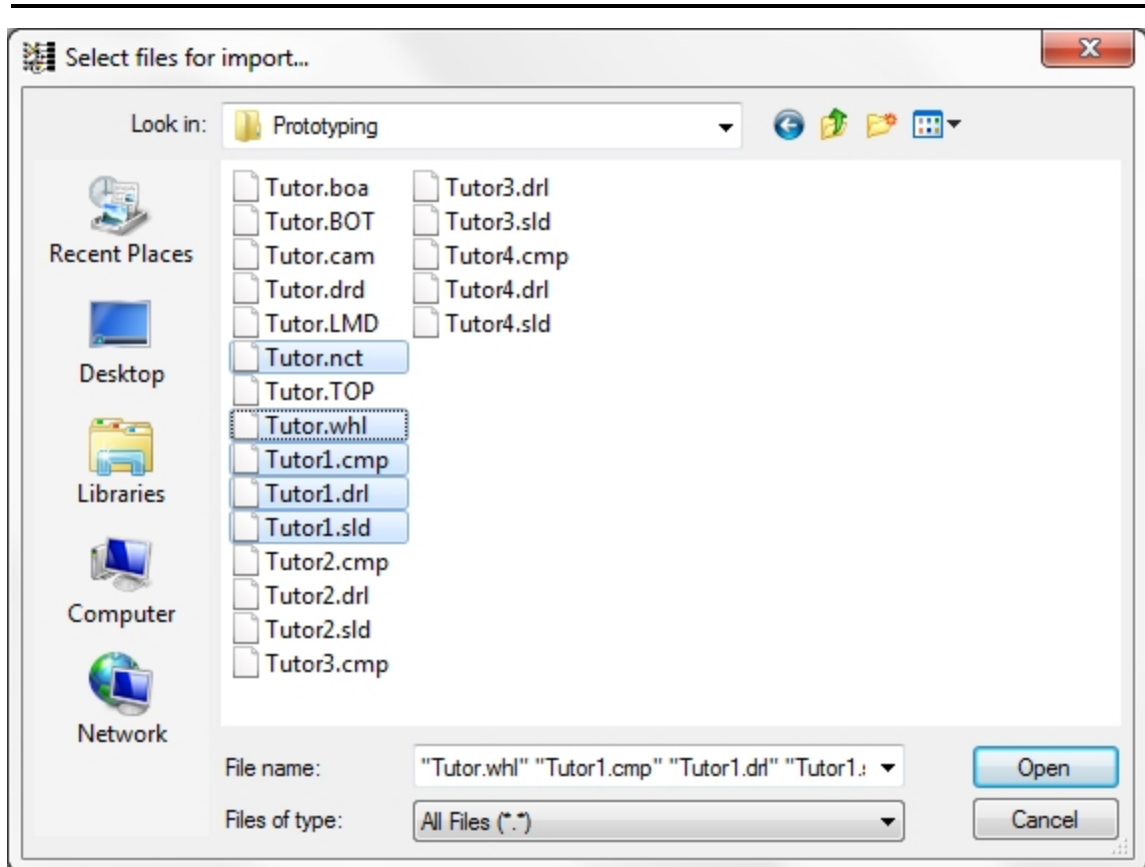 Select files for import...
Look in:
Prototyping
Recent Places
Desktop
Libraries
Computer
Network
Tutor.boa
Tutor.BOT
Tutor.cam
Tutor.drd
Tutor.LMD
Tutor.nct
Tutor.TOP
Tutor.whl
Tutor1.cmp
Tutor1.drl
Tutor1.sld
Tutor2.cmp
Tutor2.drl
Tutor2.sld
Tutor3.cmp
Tutor3.drl
Tutor3.sld
Tutor4.cmp
Tutor4.drl
Tutor4.sld
File name:
"Tutor.whl" "Tutor1.cmp" "Tutor1.drl" "Tutor1.s
Open
Files of type:
All Files (*.*)
Cancel